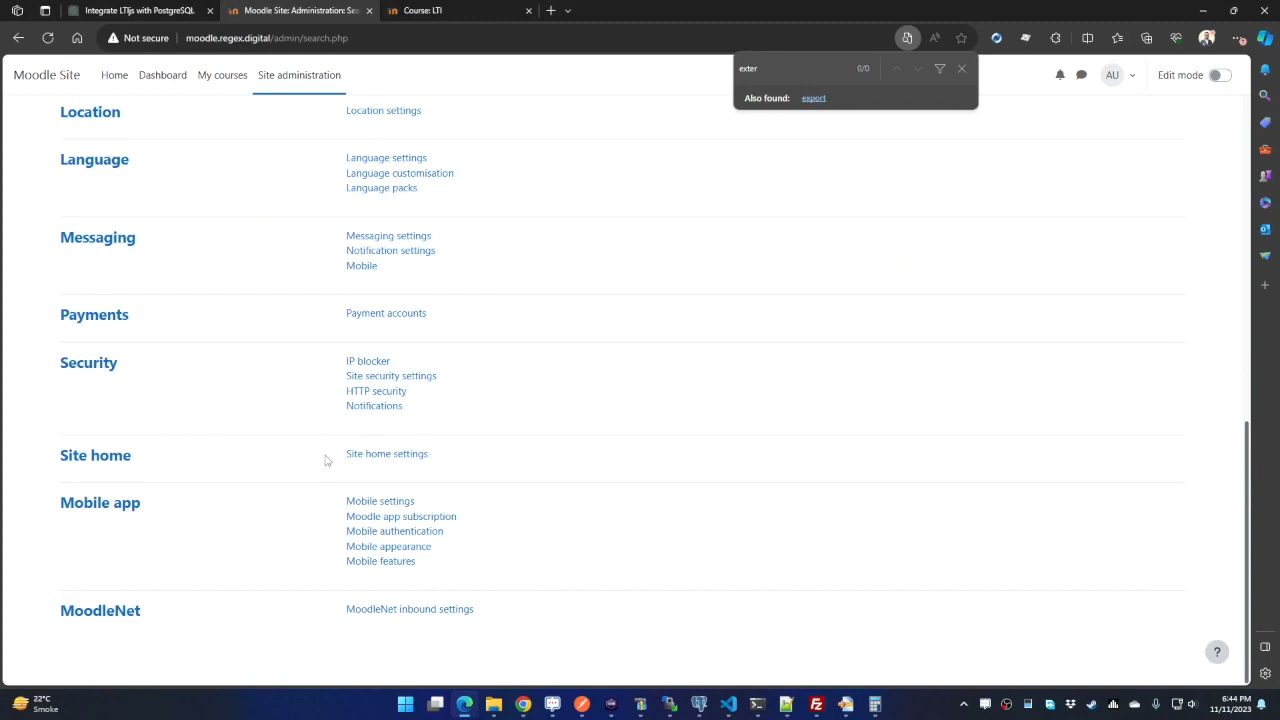 Integrate LTIjs with PostgreSQL
Moodle Site: Administration: Sea
Course: LTI
Not secure
moodle.regex.digital/admin/search.php
Moodle Site
Home
Dashboard
My courses
Site administration
exter
0/0
Also found:
export
AU
Edit mode
Location
Location settings
Language
Language settings
Language customisation
Language packs
Messaging
Messaging settings
Notification settings
Mobile
Payments
Payment accounts
Security
IP blocker
Site security settings
HTTP security
Notifications
Site home
Site home settings
Mobile app
Mobile settings
Moodle app subscription
Mobile authentication
Mobile appearance
Mobile features
MoodleNet
MoodleNet inbound settings
?
22°C
Smoke
6:44 PM
11/11/2023